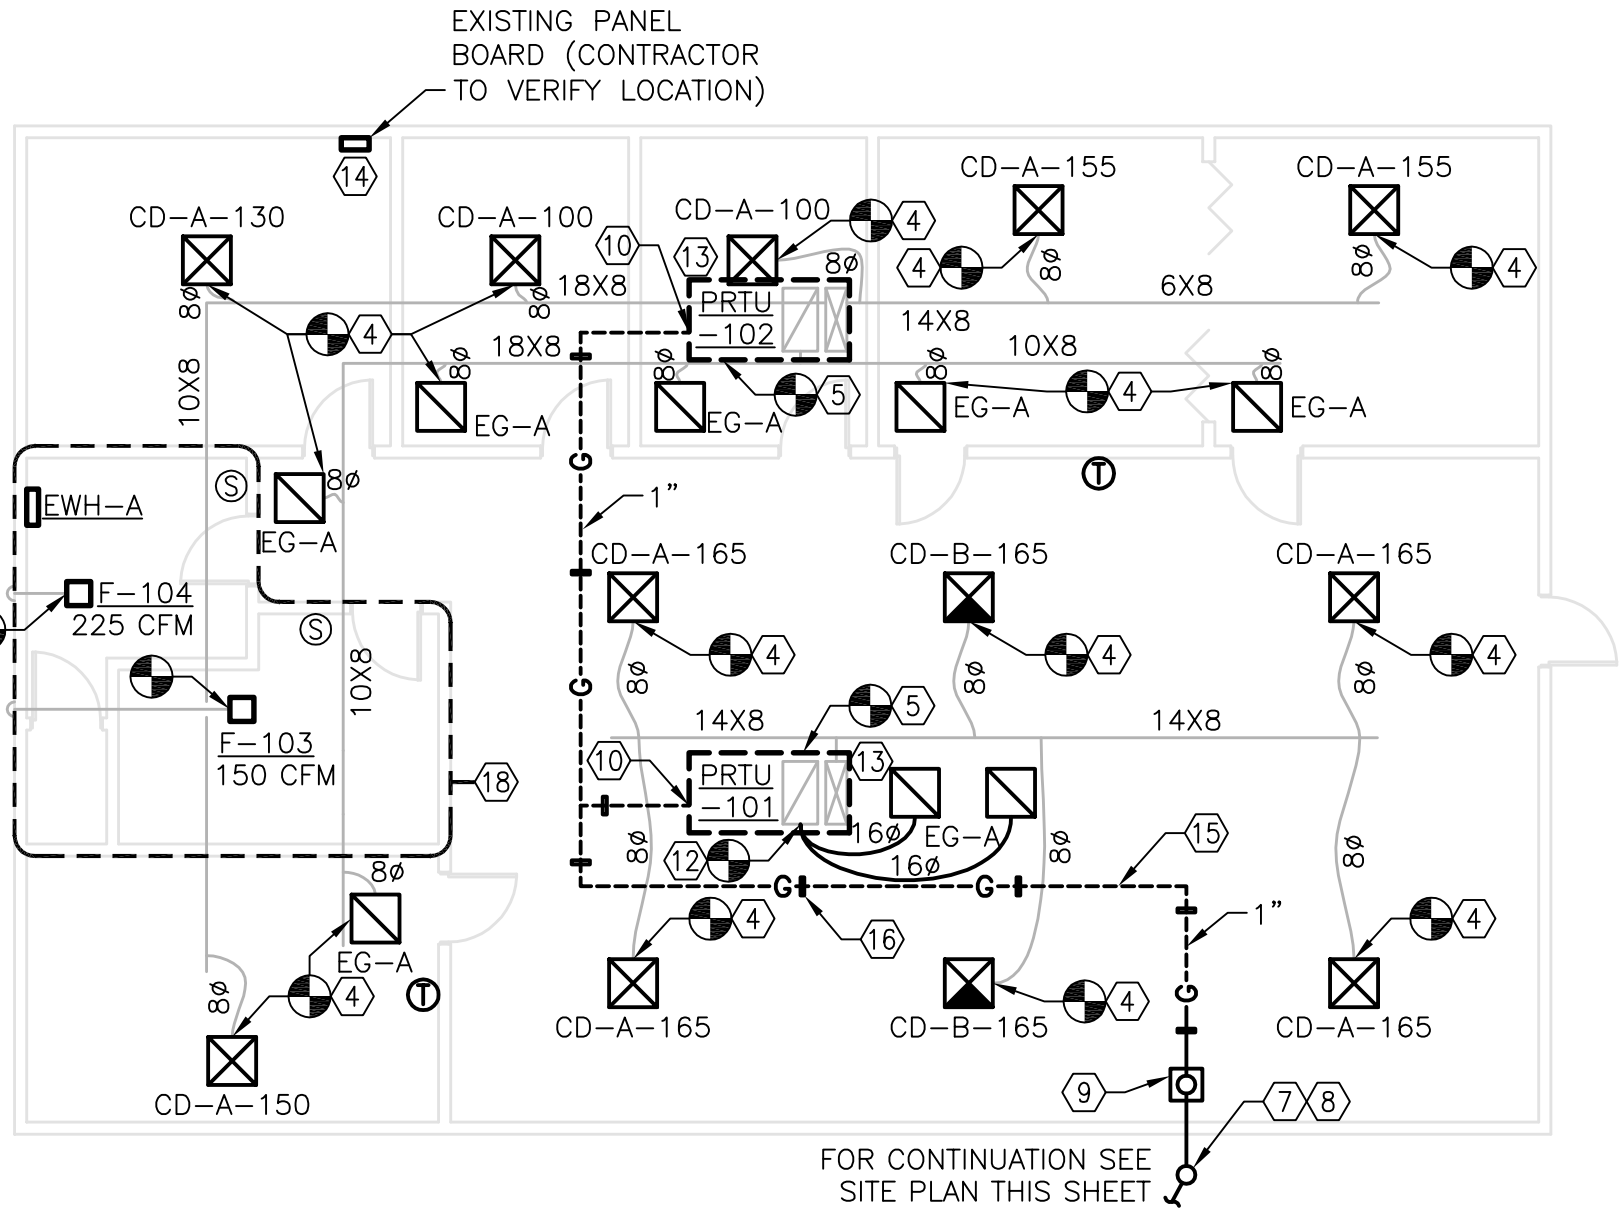 EXISTING PANEL
BOARD (CONTRACTOR
TO VERIFY LOCATION)
14
CD-A-130
CD-A-100
CD-A-100
CD-A-155
CD-A-155
4
10
13
4
4
8ø
8ø
8ø
8ø
8ø
18X8
6X8
PRTU
-102
14X8
4
18X8
10X8
8ø
8ø
8ø
8ø
10X8
5
4
EG-A
EG-A
EG-A
EG-A
G
T
S
8ø
EWH-A
1"
EG-A
CD-A-165
CD-B-165
CD-A-165
F-104
225 CFM
S
4
4
4
8ø
8ø
8ø
10X8
G
5
14X8
14X8
F-103
150 CFM
18
10
PRTU
-101
13
16ø
EG-A
15
8ø
12
16ø
8ø
8ø
8ø
G
G
4
1"
4
16
EG-A
8ø
4
T
G
4
CD-A-165
CD-B-165
CD-A-165
9
7
8
CD-A-150
FOR CONTINUATION SEE
SITE PLAN THIS SHEET